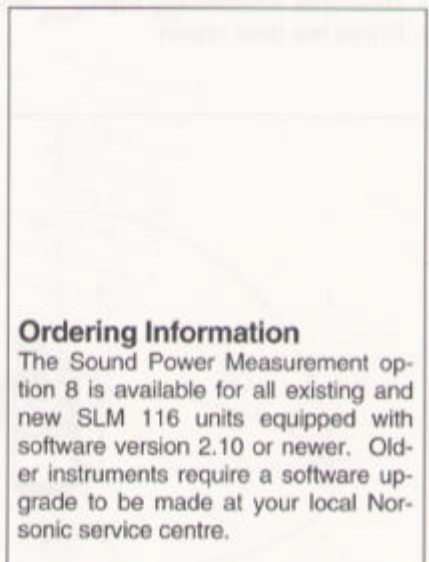 Ordering Information
The Sound Power Measurement op-
tion 8 is available for all existing and
new SLM 116 units equipped with
software version 2.10 or newer. Old-
er instruments require a software up-
grade to be made at your local Nor-
sonic service centre.